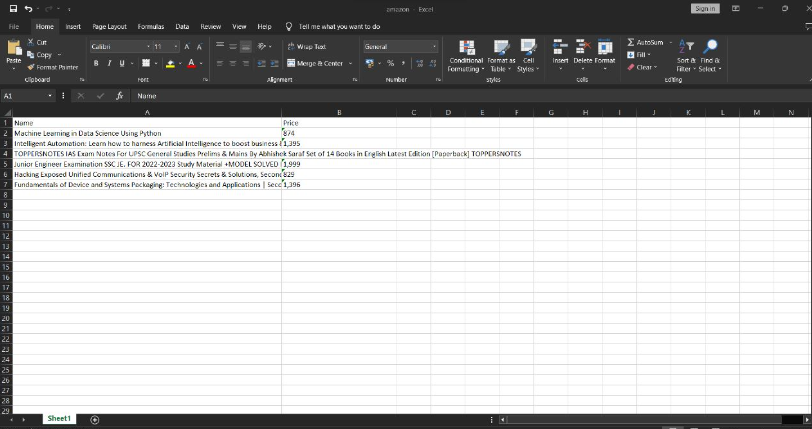 amazon - Excel
Sign in
File Home Insert Page Layout Formulas Data Review View Help Tell me what you want to do
Paste Cut Copy Format Painter
Calibri 11 B I U A
Wrap Text Merge & Center
General % ,
Conditional Formatting Format as Table Cell Styles
Insert Delete Format
AutoSum Fill Clear
Sort & Filter Find & Select
Clipboard Font Alignment Number Styles Cells Editing
A1 fx Name
A B C D E F G H I J K L M N
1 Name Price
2 Machine Learning in Data Science Using Python 874
3 Intelligent Automation: Learn how to harness Artificial Intelligence to boost business 1,395
4 TOPPERSNOTES IAS Exam Notes For UPSC General Studies Prelims & Mains By Abhishek Saraf Set of 14 Books in English Latest Edition [Paperback] TOPPERSNOTES
5 Junior Engineer Examination SSC JE. FOR 2022-2023 Study Material +MODEL SOLVED 1,999
6 Hacking Exposed Unified Communications & VoIP Security Secrets & Solutions, Secon 829
7 Fundamentals of Device and Systems Packaging: Technologies and Applications | Seco 1,396
8
9
10
11
12
13
14
15
16
17
18
19
20
21
22
23
24
25
26
27
28
29
Sheet1